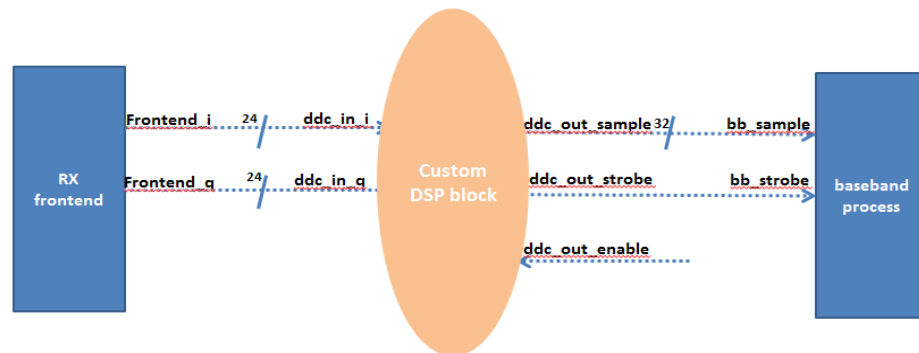 RX
frontend
Frontend_i
24
ddc_in_i
Frontend_q
24
ddc_in_q
Custom
DSP block
ddc_out_sample
32
bb_sample
ddc_out_strobe
bb_strobe
ddc_out_enable
baseband
process